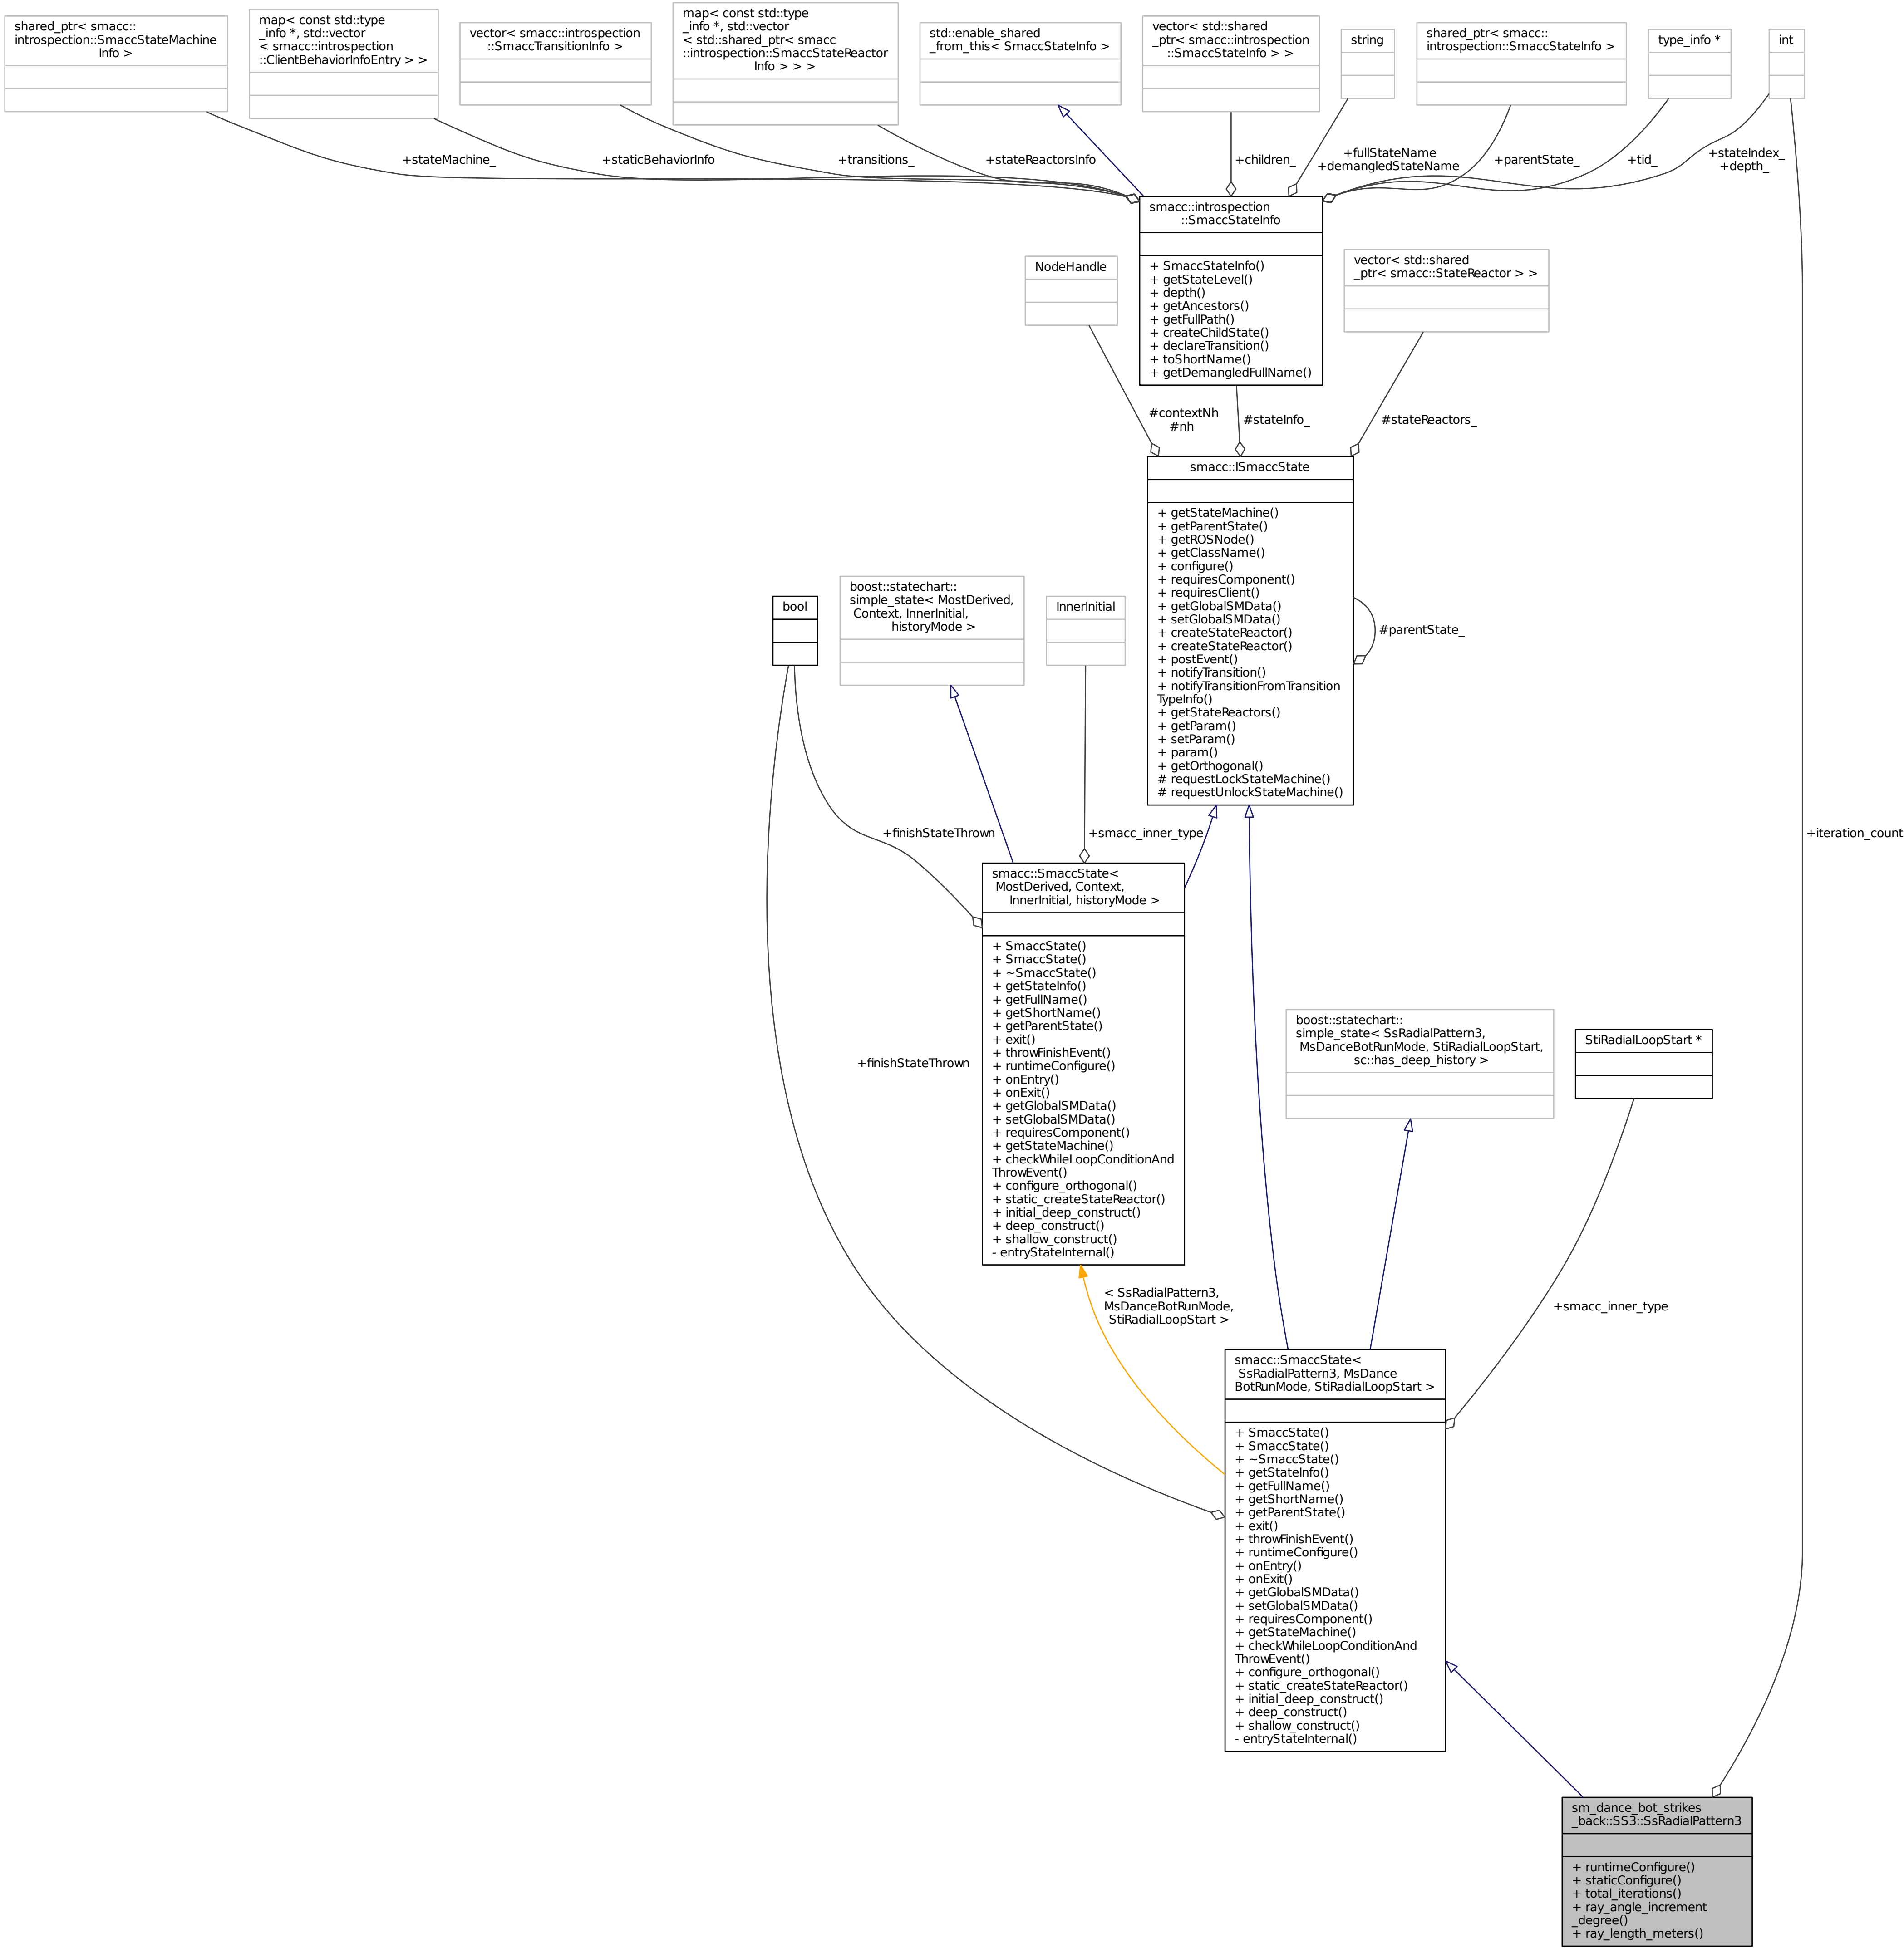 shared_ptr< smacc::
introspection::SmaccStateMachine
Info >
map< const std::type
_info *, std::vector
< smacc::introspection
::ClientBehaviorInfoEntry > >
vector< smacc::introspection
::SmaccTransitionInfo >
map< const std::type
_info *, std::vector
< std::shared_ptr< smacc
::introspection::SmaccStateReactor
Info > > >
std::enable_shared
_from_this< SmaccStateInfo >
vector< std::shared
_ptr< smacc::introspection
::SmaccStateInfo > >
string
shared_ptr< smacc::
introspection::SmaccStateInfo >
type_info *
int
+stateMachine_
+staticBehaviorInfo
+transitions_
+stateReactorsInfo
+children_
+fullStateName
+demangledStateName
+parentState_
+tid_
+stateIndex_
+depth_
smacc::introspection
::SmaccStateInfo
+ SmaccStateInfo()
+ getStateLevel()
+ depth()
+ getAncestors()
+ getFullPath()
+ createChildState()
+ declareTransition()
+ toShortName()
+ getDemangledFullName()
NodeHandle
vector< std::shared
_ptr< smacc::StateReactor > >
#contextNh
#nh
#stateInfo_
#stateReactors_
smacc::ISmaccState
+ getStateMachine()
+ getParentState()
+ getROSNode()
+ getClassName()
+ configure()
+ requiresComponent()
+ requiresClient()
+ getGlobalSMData()
+ setGlobalSMData()
+ createStateReactor()
+ createStateReactor()
+ postEvent()
+ notifyTransition()
+ notifyTransitionFromTransition
TypeInfo()
+ getStateReactors()
+ getParam()
+ setParam()
+ param()
+ getOrthogonal()
# requestLockStateMachine()
# requestUnlockStateMachine()
#parentState_
bool
boost::statechart::
simple_state< MostDerived,
Context, InnerInitial,
historyMode >
InnerInitial
+finishStateThrown
+smacc_inner_type
+iteration_count
smacc::SmaccState<
MostDerived, Context,
InnerInitial, historyMode >
+ SmaccState()
+ SmaccState()
+ ~SmaccState()
+ getStateInfo()
+ getFullName()
+ getShortName()
+ getParentState()
+ exit()
+ throwFinishEvent()
+ runtimeConfigure()
+ onEntry()
+ onExit()
+ getGlobalSMData()
+ setGlobalSMData()
+ requiresComponent()
+ getStateMachine()
+ checkWhileLoopConditionAnd
ThrowEvent()
+ configure_orthogonal()
+ static_createStateReactor()
+ initial_deep_construct()
+ deep_construct()
+ shallow_construct()
- entryStateInternal()
+finishStateThrown
boost::statechart::
simple_state< SsRadialPattern3,
MsDanceBotRunMode, StiRadialLoopStart,
sc::has_deep_history >
StiRadialLoopStart *
< SsRadialPattern3,
MsDanceBotRunMode,
StiRadialLoopStart >
+smacc_inner_type
smacc::SmaccState<
SsRadialPattern3, MsDance
BotRunMode, StiRadialLoopStart >
+ SmaccState()
+ SmaccState()
+ ~SmaccState()
+ getStateInfo()
+ getFullName()
+ getShortName()
+ getParentState()
+ exit()
+ throwFinishEvent()
+ runtimeConfigure()
+ onEntry()
+ onExit()
+ getGlobalSMData()
+ setGlobalSMData()
+ requiresComponent()
+ getStateMachine()
+ checkWhileLoopConditionAnd
ThrowEvent()
+ configure_orthogonal()
+ static_createStateReactor()
+ initial_deep_construct()
+ deep_construct()
+ shallow_construct()
- entryStateInternal()
sm_dance_bot_strikes
_back::SS3::SsRadialPattern3
+ runtimeConfigure()
+ staticConfigure()
+ total_iterations()
+ ray_angle_increment
_degree()
+ ray_length_meters()